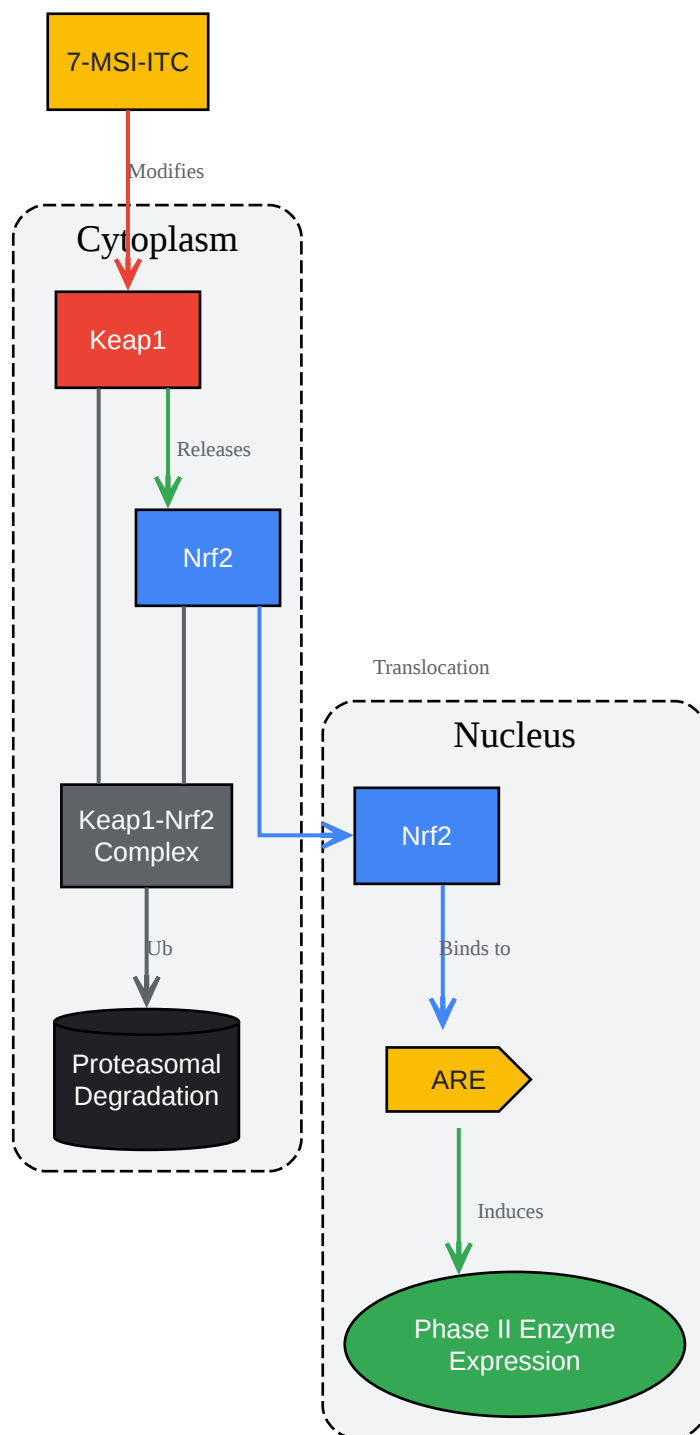 7-MSI-ITC
Modifies
Cytoplasm
Keap1
Releases
Nrf2
Translocation
Nucleus
Keap1-Nrf2
Complex
Nrf2
Ub
Binds to
Proteasomal
Degradation
ARE
Induces
Phase II Enzyme
Expression